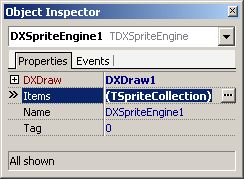 Object Inspector
DXSpriteEngine1 TDXSpriteEngine
Properties Events
DXDraw DXDraw1
Items (TSpriteCollection) ...
Name DXSpriteEngine1
Tag 0
All shown